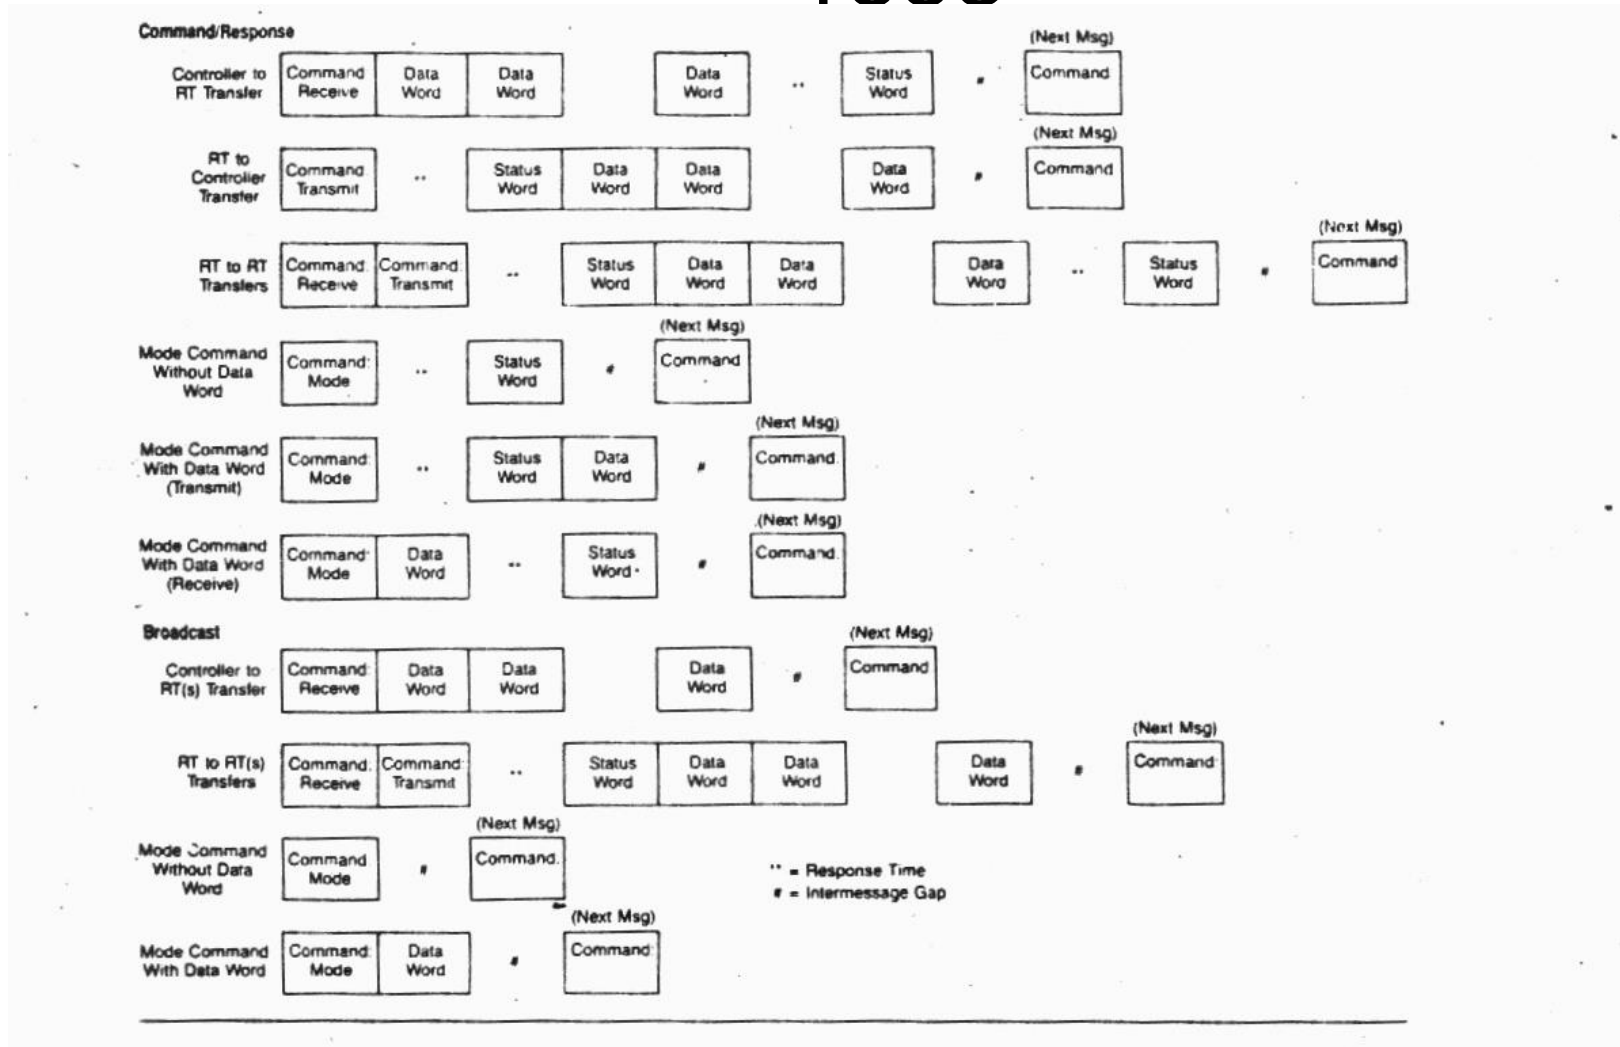 Command/Response
(Next Msg)
Controller to
RT Transfer
Command
Receive
Data
Word
Data
Word
Data
Word
··
Status
Word
#
Command
(Next Msg)
RT to
Controller
Transfer
Command
Transmit
··
Status
Word
Data
Word
Data
Word
Data
Word
#
Command
(Next Msg)
RT to RT
Transfers
Command
Receive
Command
Transmit
··
Status
Word
Data
Word
Data
Word
Data
Word
··
Status
Word
#
Command
(Next Msg)
Mode Command
Without Data
Word
Command
Mode
··
Status
Word
#
Command
(Next Msg)
Mode Command
With Data Word
(Transmit)
Command
Mode
··
Status
Word
Data
Word
#
Command
(Next Msg)
Mode Command
With Data Word
(Receive)
Command
Mode
Data
Word
··
Status
Word
#
Command
Broadcast
(Next Msg)
Controller to
RT(s) Transfer
Command
Receive
Data
Word
Data
Word
Data
Word
#
Command
(Next Msg)
RT to RT(s)
Transfers
Command
Receive
Command
Transmit
··
Status
Word
Data
Word
Data
Word
Data
Word
#
Command
(Next Msg)
Mode Command
Without Data
Word
Command
Mode
#
Command
·· = Response Time
# = Intermessage Gap
(Next Msg)
Mode Command
With Data Word
Command
Mode
Data
Word
#
Command